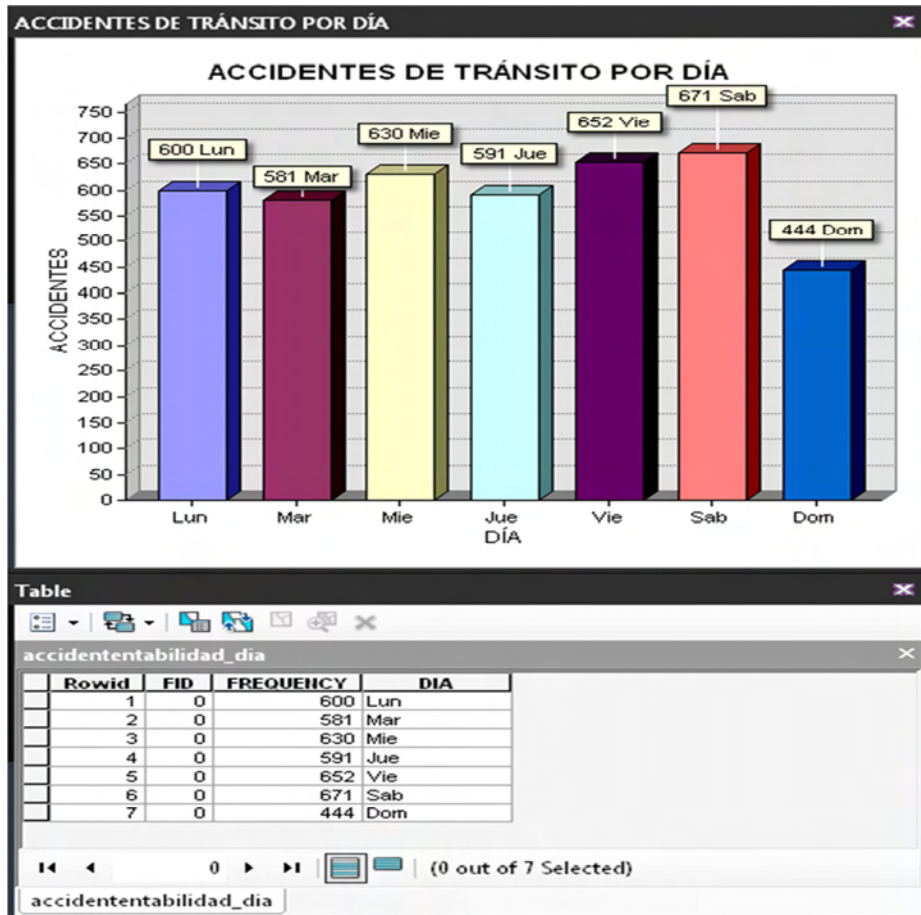 ACCIDENTES DE TRÁNSITO POR DÍA
ACCIDENTES DE TRÁNSITO POR DÍA
671 Sab
652 Vie
630 Mie
600 Lun
591 Jue
581 Mar
444 Dom
ACCIDENTES
750
700
650
600
550
500
450
400
350
300
250
200
150
100
50
0
Lun Mar Mie Jue Vie Sab Dom
DÍA
Table
accidententabilidad_dia
Rowid FID FREQUENCY DIA
1 0 600 Lun
2 0 581 Mar
3 0 630 Mie
4 0 591 Jue
5 0 652 Vie
6 0 671 Sab
7 0 444 Dom
0 (0 out of 7 Selected)
accidententabilidad_dia